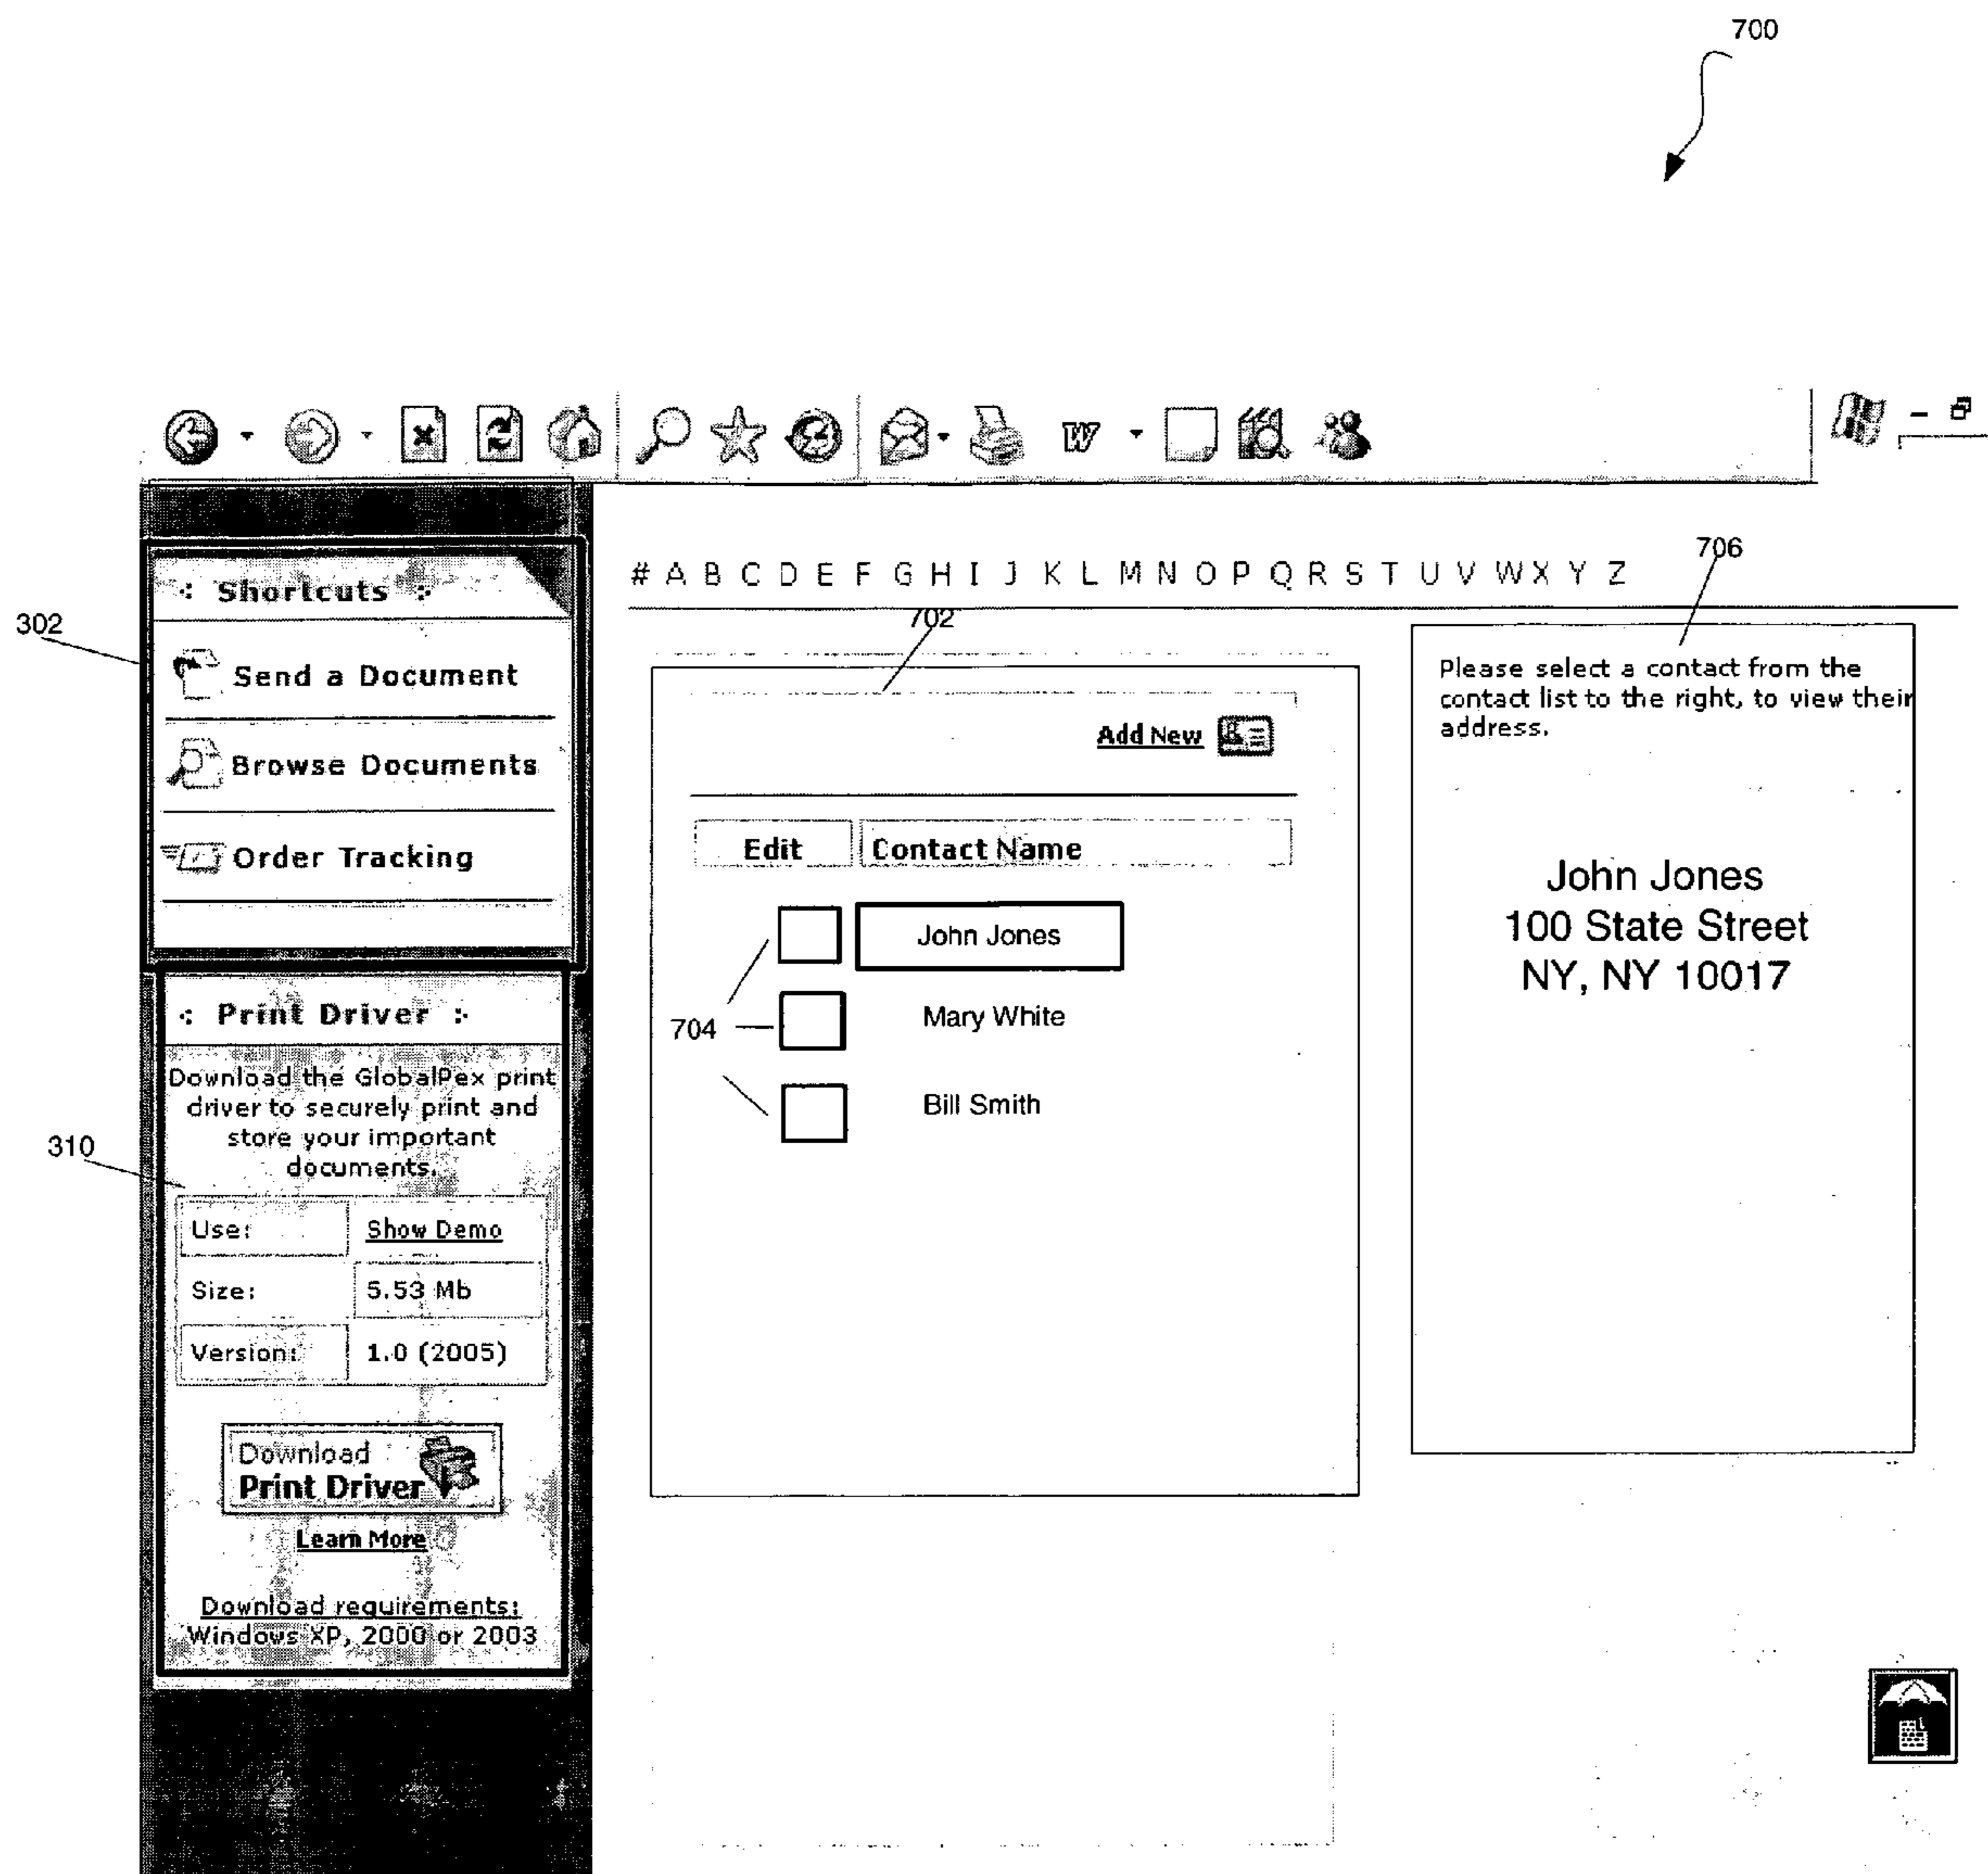 700
W
# A B C D E F G H I J K L M N O P Q R S T U V W X Y Z
302
< Shortcuts >
Send a Document
Browse Documents
Order Tracking
310
< Print Driver >
Download the GlobalPex print
driver to securely print and
store your important
documents.
Use: Show Demo
Size: 5.53 Mb
Version: 1.0 (2005)
Download
Print Driver
Learn More
Download requirements:
Windows XP, 2000 or 2003
702
Add New
Edit Contact Name
704
John Jones
Mary White
Bill Smith
706
Please select a contact from the
contact list to the right, to view their
address.
John Jones
100 State Street
NY, NY 10017